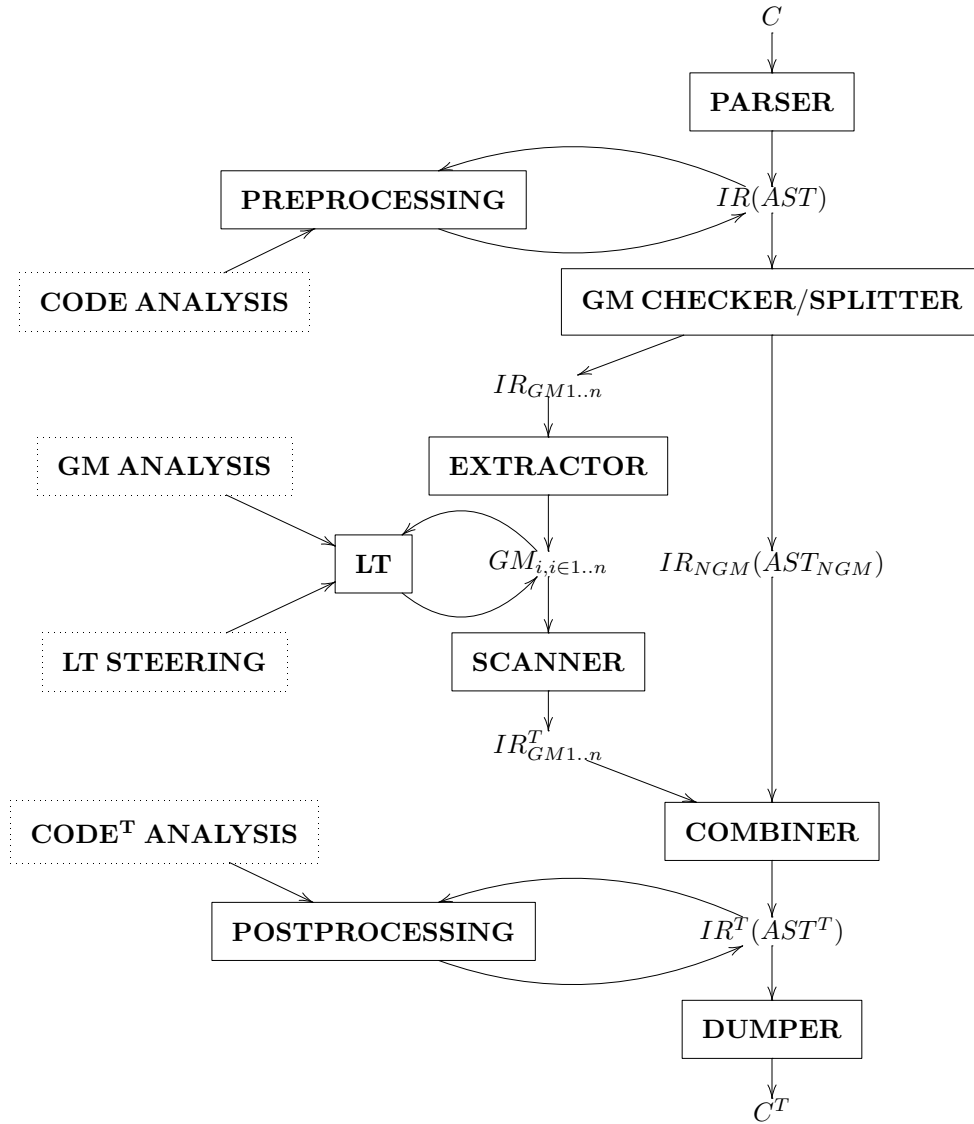 C
PARSER
PREPROCESSING
IR(AST)
CODE ANALYSIS
GM CHECKER/SPLITTER
IR_{GM1..n}
GM ANALYSIS
EXTRACTOR
LT
GM_{i,i∈1..n}
IR_{NGM}(AST_{NGM})
LT STEERING
SCANNER
IR^{T}_{GM1..n}
CODE^{T} ANALYSIS
COMBINER
POSTPROCESSING
IR^{T}(AST^{T})
DUMPER
C^{T}